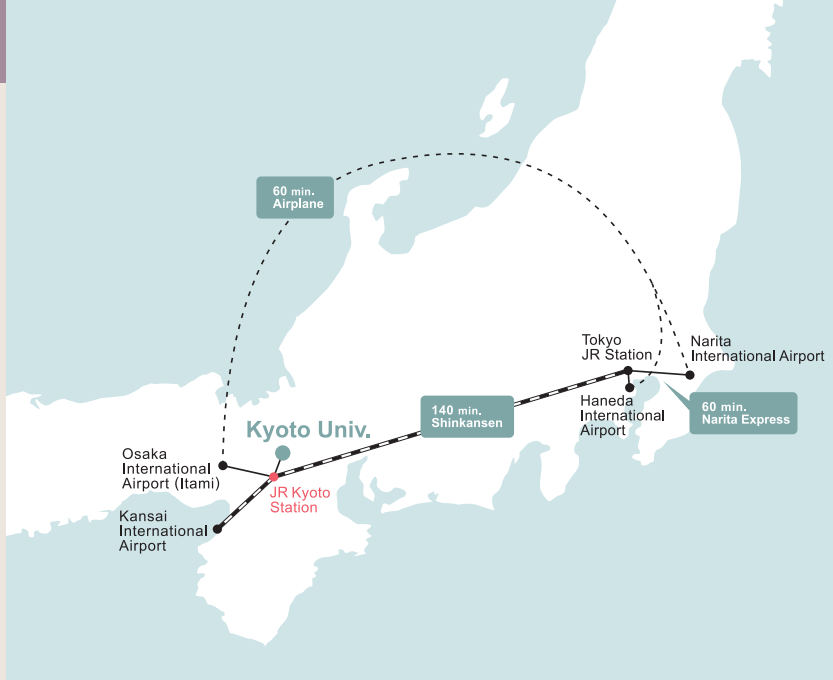 60 min.
Airplane
Tokyo
JR Station
Narita
International Airport
Haneda
International
Airport
60 min.
Narita Express
140 min.
Shinkansen
Kyoto Univ.
Osaka
International
Airport (Itami)
JR Kyoto
Station
Kansai
International
Airport